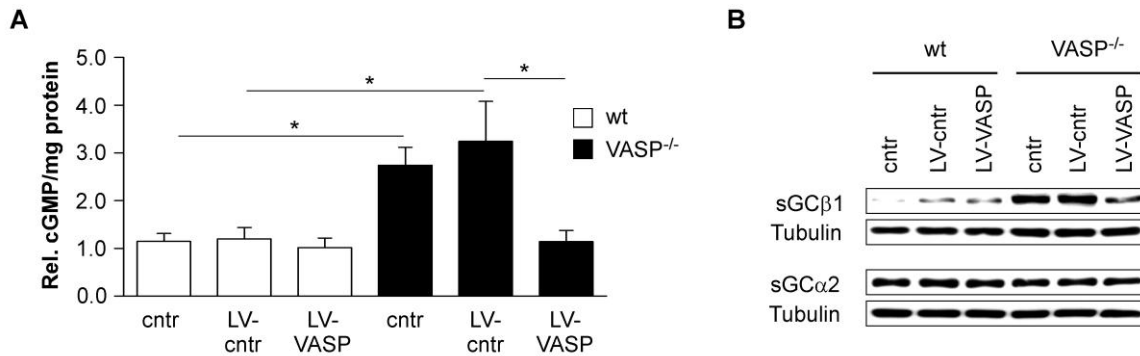 A
Rel. cGMP/mg protein
5.0
4.0
3.0
2.0
1.0
0.0
*
*
*
wt
VASP-/-
cntr
LV-
cntr
LV-
VASP
cntr
LV-
cntr
LV-
VASP
B
wt VASP-/-
cntr LV-cntr LV-VASP cntr LV-cntr LV-VASP
sGCβ1
Tubulin
sGCα2
Tubulin